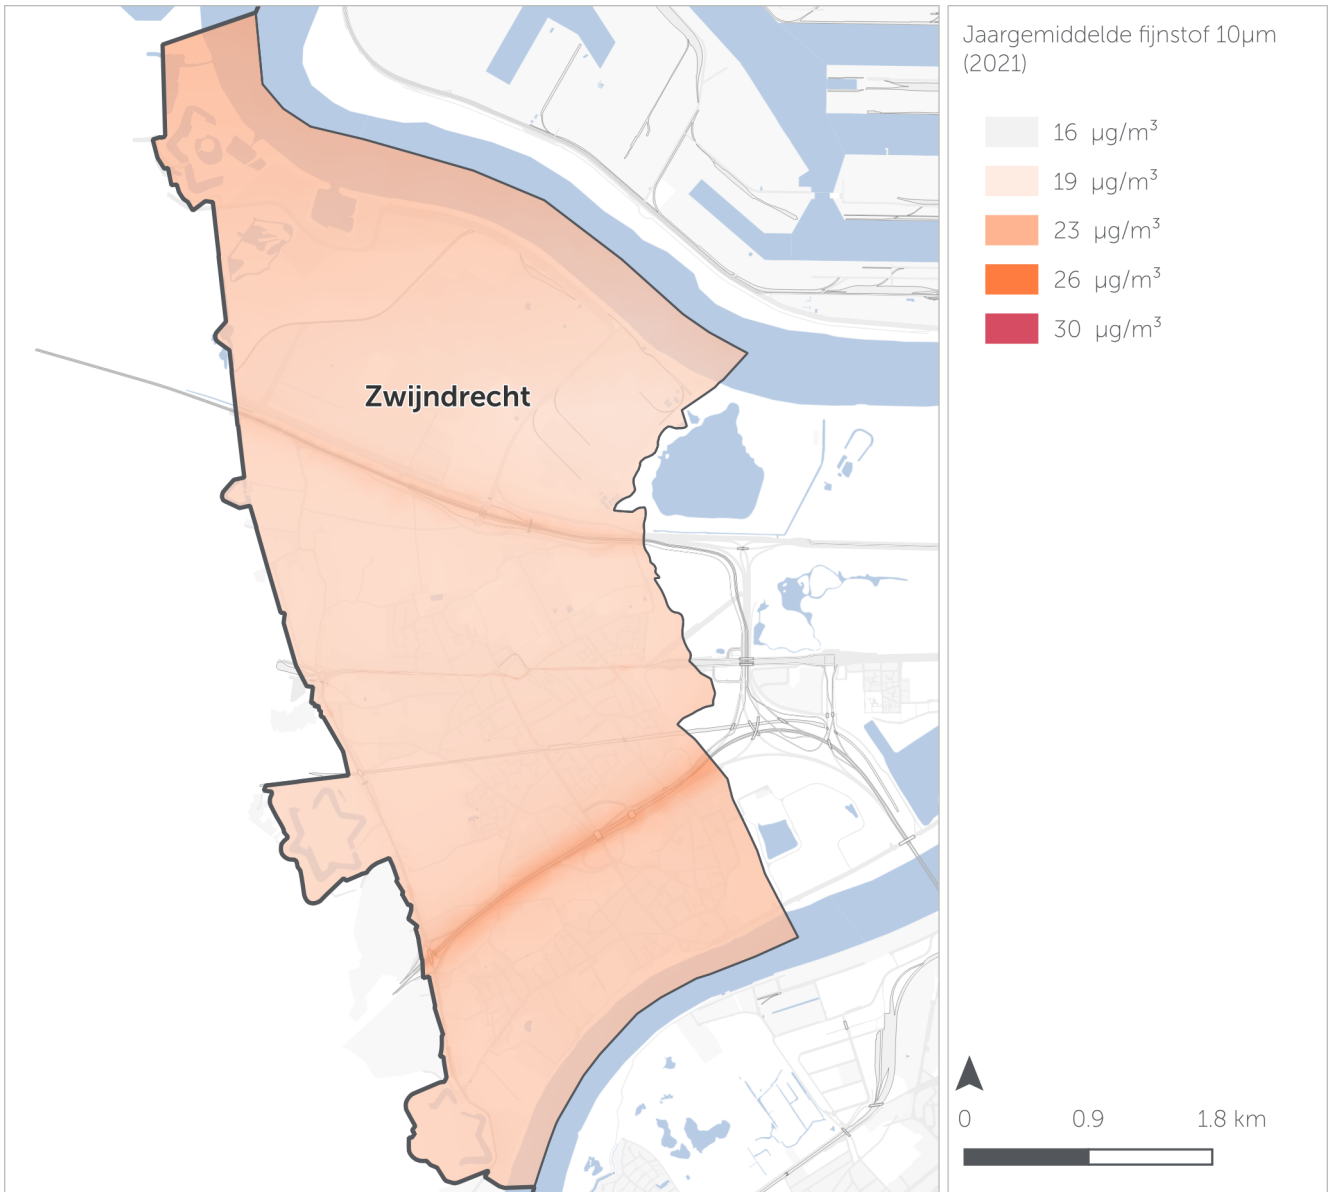 Zwijndrecht
Jaargemiddelde fijnstof 10µm
(2021)
16 µg/m³
19 µg/m³
23 µg/m³
26 µg/m³
30 µg/m³
0 0.9 1.8 km